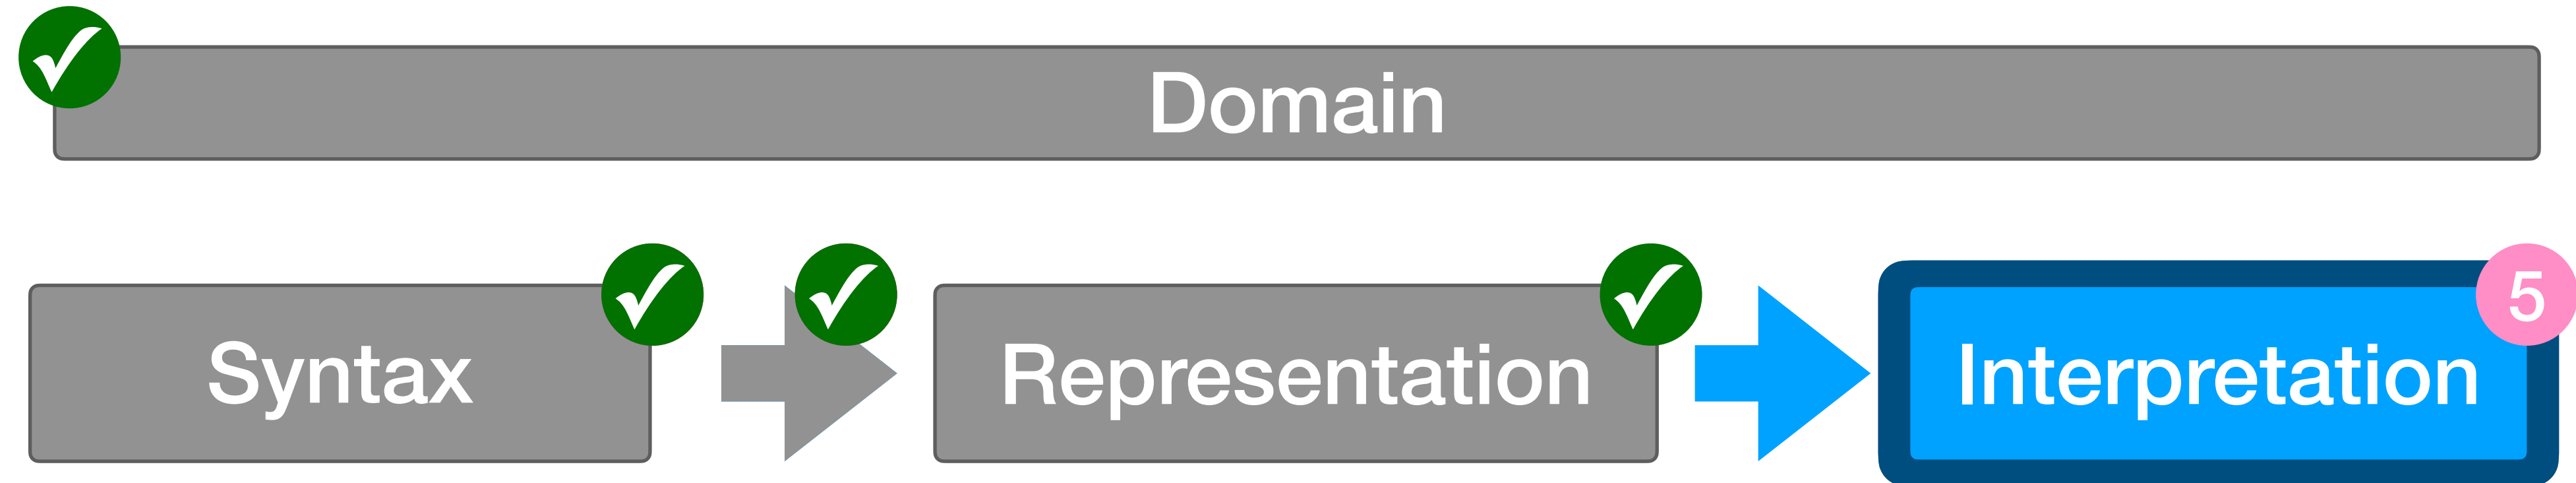 Domain
Syntax
Representation
Interpretation
5